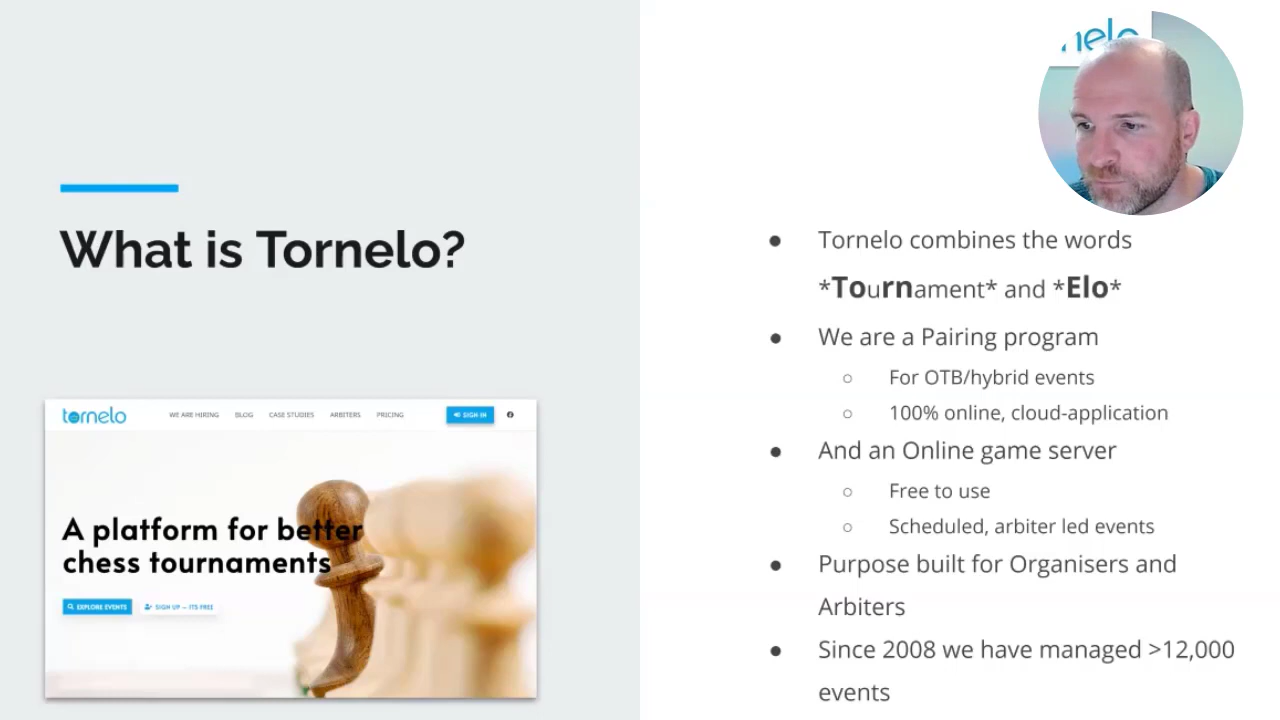 What is Tornelo?
tornelo
WE ARE HIRING BLOG CASE STUDIES ARBITERS PRICING SIGN IN
A platform for better
chess tournaments
EXPLORE EVENTS SIGN UP — ITS FREE
● Tornelo combines the words
*Tournament* and *Elo*
● We are a Pairing program
○ For OTB/hybrid events
○ 100% online, cloud-application
● And an Online game server
○ Free to use
○ Scheduled, arbiter led events
● Purpose built for Organisers and
Arbiters
● Since 2008 we have managed >12,000
events